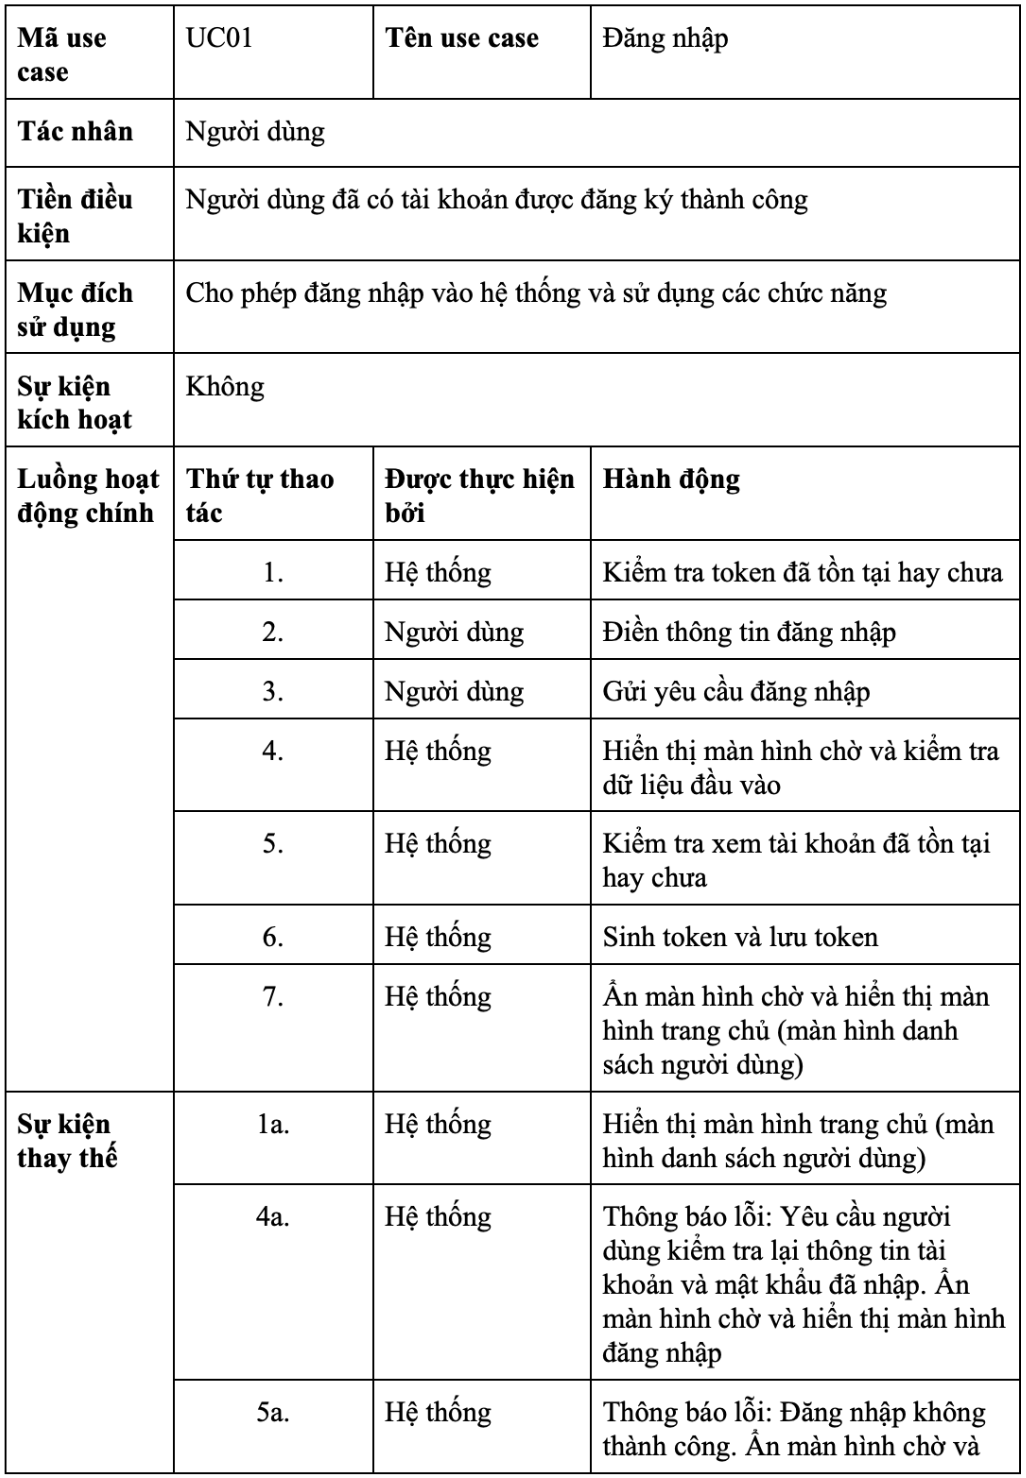 Mã use case UC01 Tên use case Đăng nhập
Tác nhân Người dùng
Tiền điều kiện Người dùng đã có tài khoản được đăng ký thành công
Mục đích sử dụng Cho phép đăng nhập vào hệ thống và sử dụng các chức năng
Sự kiện kích hoạt Không
Luồng hoạt động chính Thứ tự thao tác Được thực hiện bởi Hành động
1. Hệ thống Kiểm tra token đã tồn tại hay chưa
2. Người dùng Điền thông tin đăng nhập
3. Người dùng Gửi yêu cầu đăng nhập
4. Hệ thống Hiển thị màn hình chờ và kiểm tra
dữ liệu đầu vào
5. Hệ thống Kiểm tra xem tài khoản đã tồn tại
hay chưa
6. Hệ thống Sinh token và lưu token
7. Hệ thống Ẩn màn hình chờ và hiển thị màn
hình trang chủ (màn hình danh
sách người dùng)
Sự kiện thay thế 1a. Hệ thống Hiển thị màn hình trang chủ (màn
hình danh sách người dùng)
4a. Hệ thống Thông báo lỗi: Yêu cầu người
dùng kiểm tra lại thông tin tài
khoản và mật khẩu đã nhập. Ẩn
màn hình chờ và hiển thị màn hình
đăng nhập
5a. Hệ thống Thông báo lỗi: Đăng nhập không
thành công. Ẩn màn hình chờ và